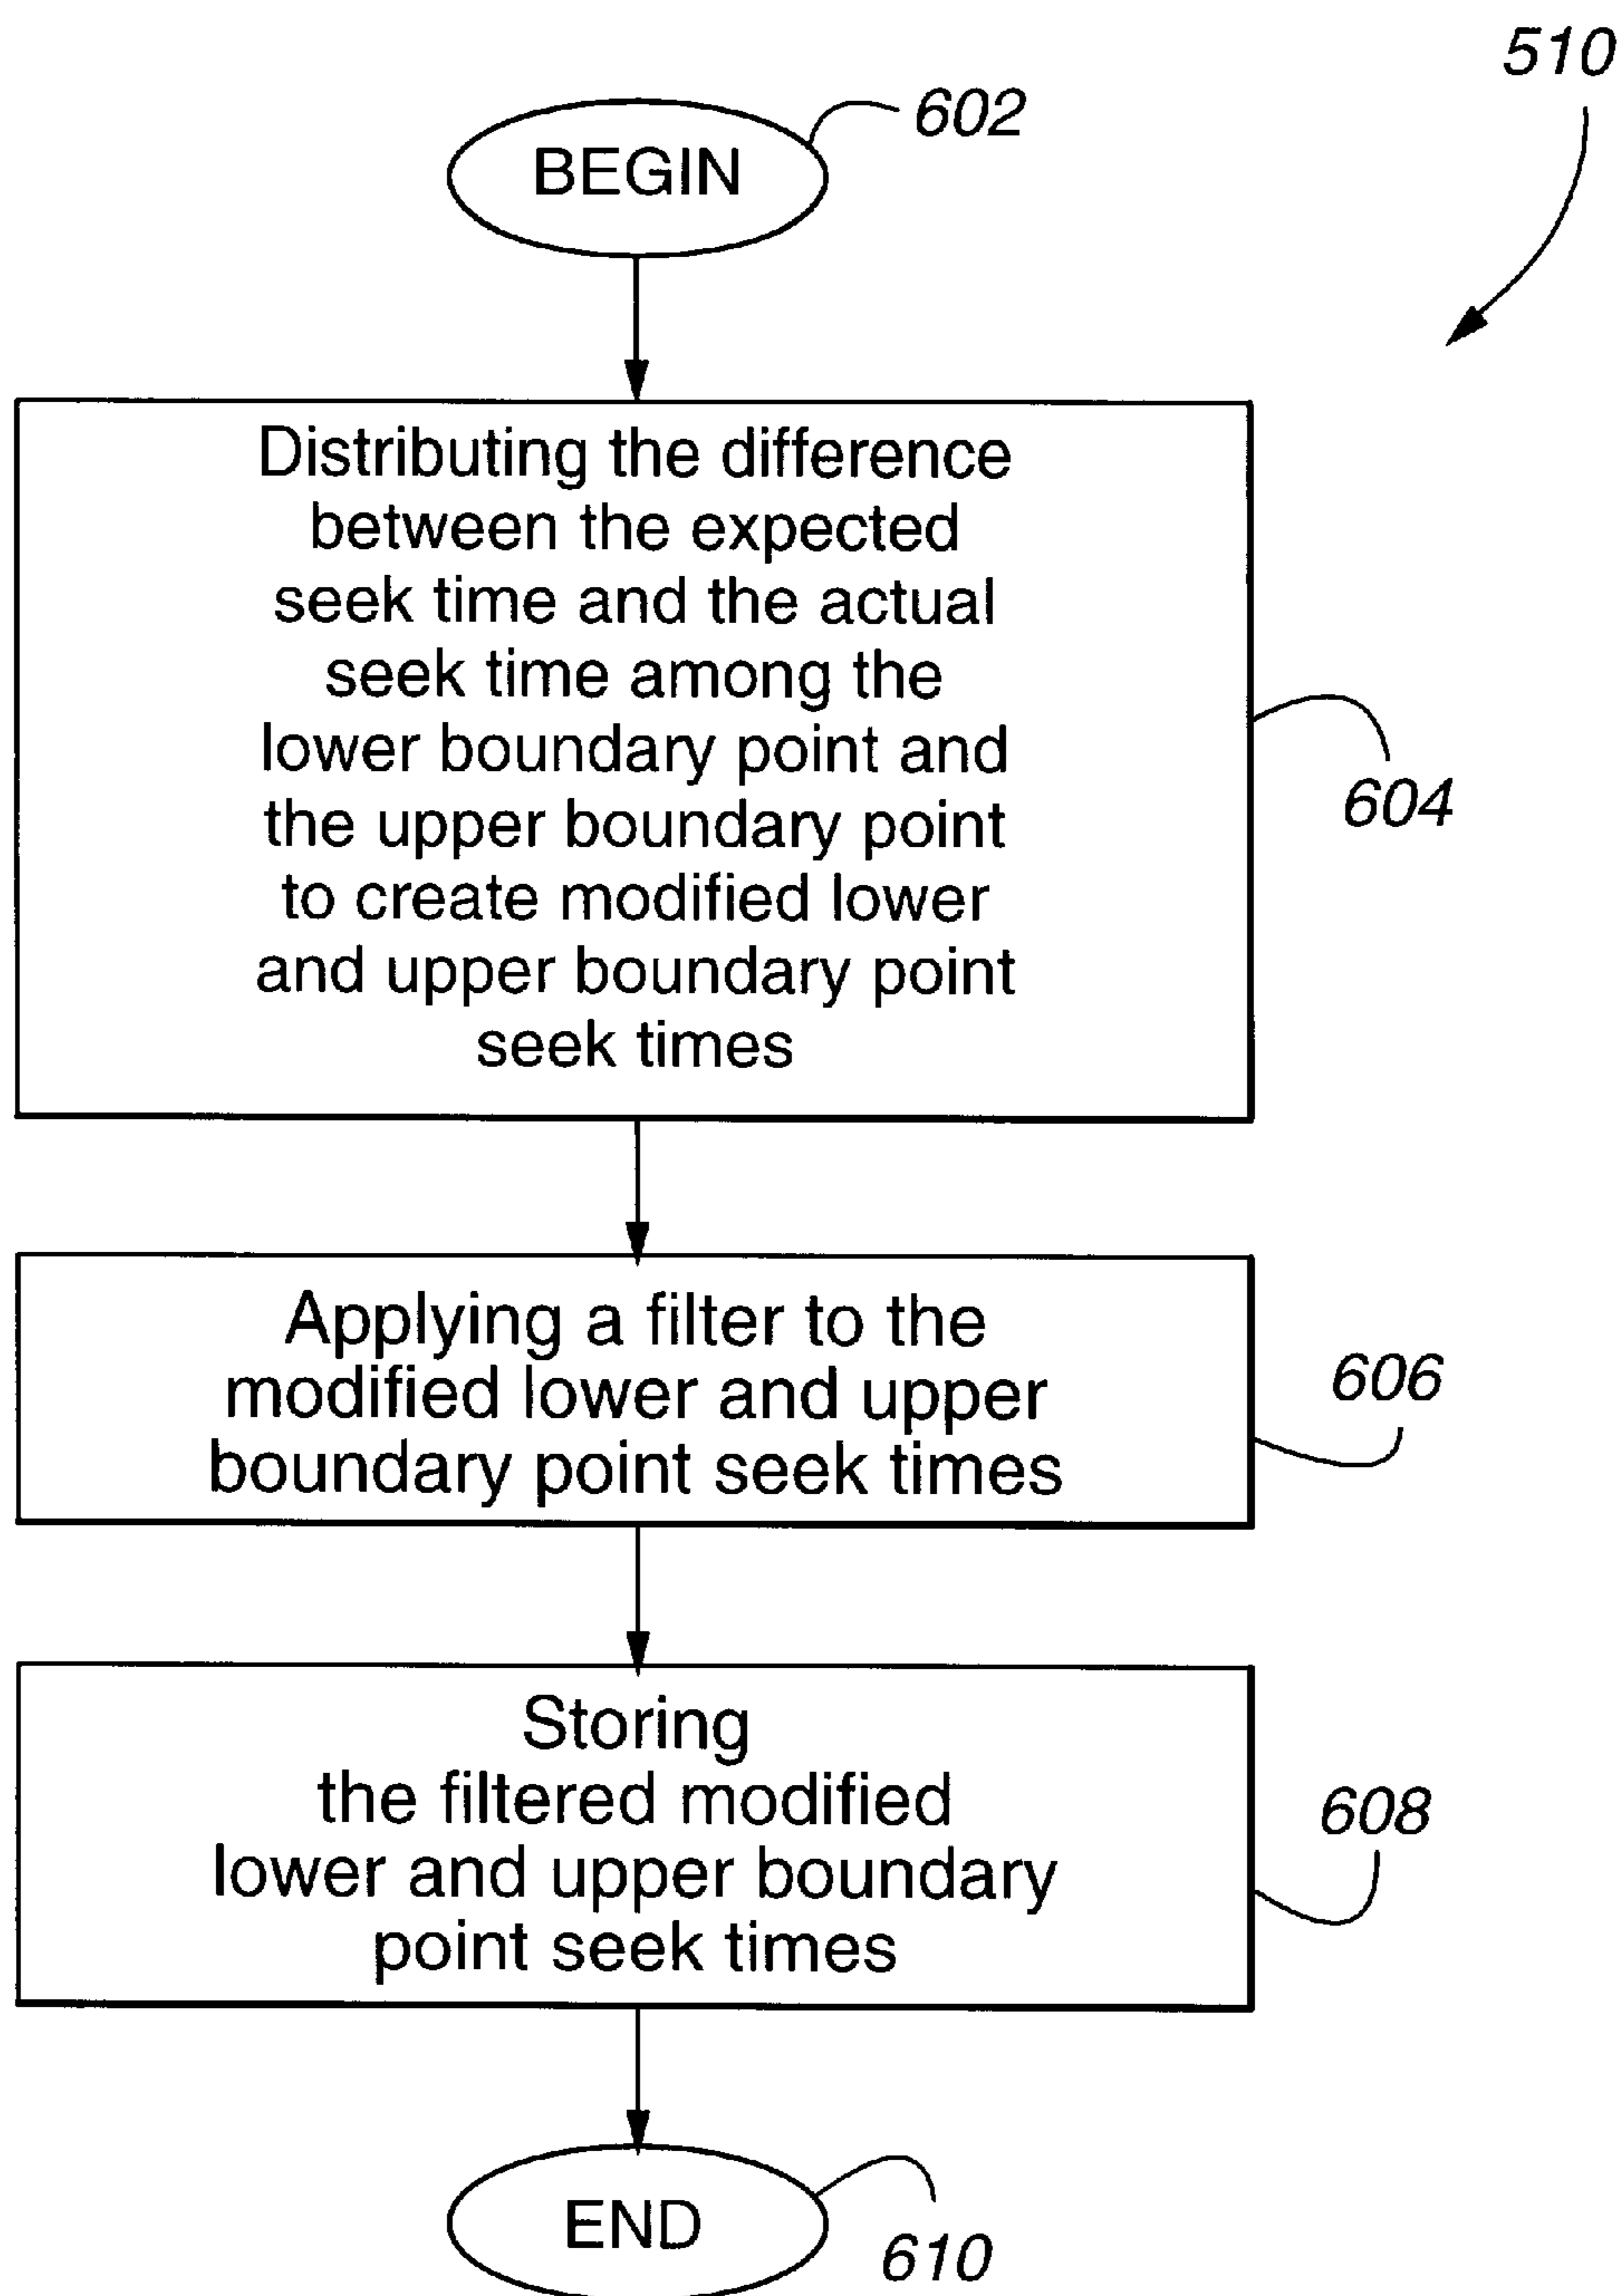 510
602
BEGIN
Distributing the difference
between the expected
seek time and the actual
seek time among the
lower boundary point and
the upper boundary point
to create modified lower
and upper boundary point
seek times
604
Applying a filter to the
modified lower and upper
boundary point seek times
606
Storing
the filtered modified
lower and upper boundary
point seek times
608
END
610